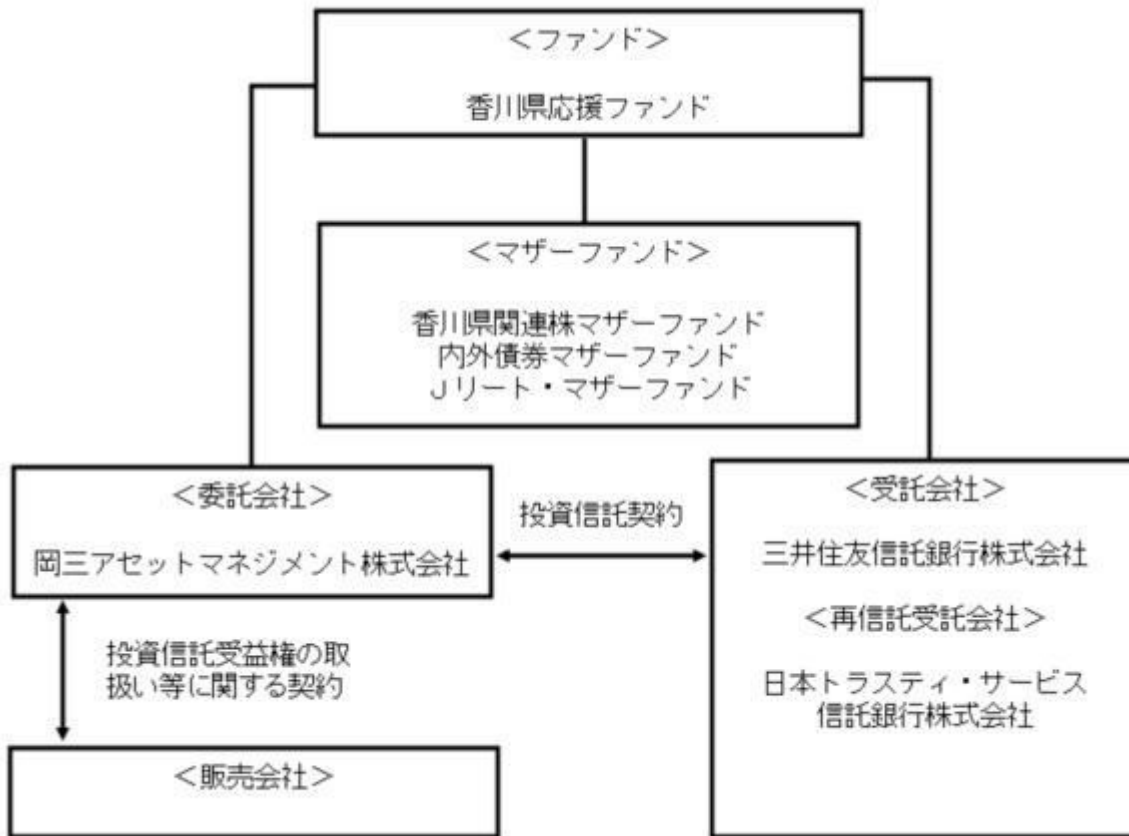 ＜ファンド＞
香川県応援ファンド
＜マザーファンド＞
香川県関連株マザーファンド
内外債券マザーファンド
Ｊリート・マザーファンド
＜委託会社＞
岡三アセットマネジメント株式会社
投資信託契約
＜受託会社＞
三井住友信託銀行株式会社
＜再信託受託会社＞
日本トラスティ・サービス
信託銀行株式会社
投資信託受益権の取
扱い等に関する契約
＜販売会社＞